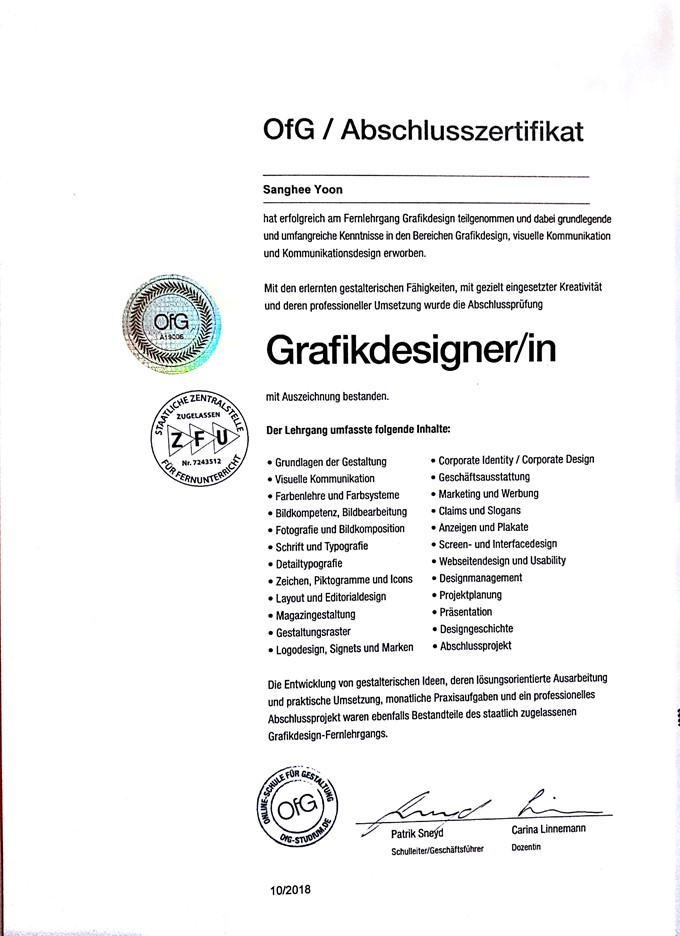 OfG / Abschlusszertifikat
Sanghee Yoon
hat erfolgreich am Fernlehrgang Grafikdesign teilgenommen und dabei grundlegende
und umfangreiche Kenntnisse in den Bereichen Grafikdesign, visuelle Kommunikation
und Kommunikationsdesign erworben.
Mit den erlernten gestalterischen Fähigkeiten, mit gezielt eingesetzter Kreativität
und deren professioneller Umsetzung wurde die Abschlussprüfung
OfG
A19006
Grafikdesigner/in
mit Auszeichnung bestanden.
STAATLICHE ZENTRALSTELLE
ZUGELASSEN
ZFU
Nr. 7243512
FÜR FERNUNTERRICHT
Der Lehrgang umfasste folgende Inhalte:
• Grundlagen der Gestaltung
• Visuelle Kommunikation
• Farbenlehre und Farbsysteme
• Bildkompetenz, Bildbearbeitung
• Fotografie und Bildkomposition
• Schrift und Typografie
• Detailtypografie
• Zeichen, Piktogramme und Icons
• Layout und Editorialdesign
• Magazingestaltung
• Gestaltungsraster
• Logodesign, Signets und Marken
• Corporate Identity / Corporate Design
• Geschäftsausstattung
• Marketing und Werbung
• Claims und Slogans
• Anzeigen und Plakate
• Screen- und Interfacedesign
• Webseitendesign und Usability
• Designmanagement
• Projektplanung
• Präsentation
• Designgeschichte
• Abschlussprojekt
Die Entwicklung von gestalterischen Ideen, deren lösungsorientierte Ausarbeitung
und praktische Umsetzung, monatliche Praxisaufgaben und ein professionelles
Abschlussprojekt waren ebenfalls Bestandteile des staatlich zugelassenen
Grafikdesign-Fernlehrgangs.
ONLINE-SCHULE FÜR GESTALTUNG
OfG
OFG-STUDIUM.DE
Patrik Sneyd
Schulleiter/Geschäftsführer
Carina Linnemann
Dozentin
10/2018